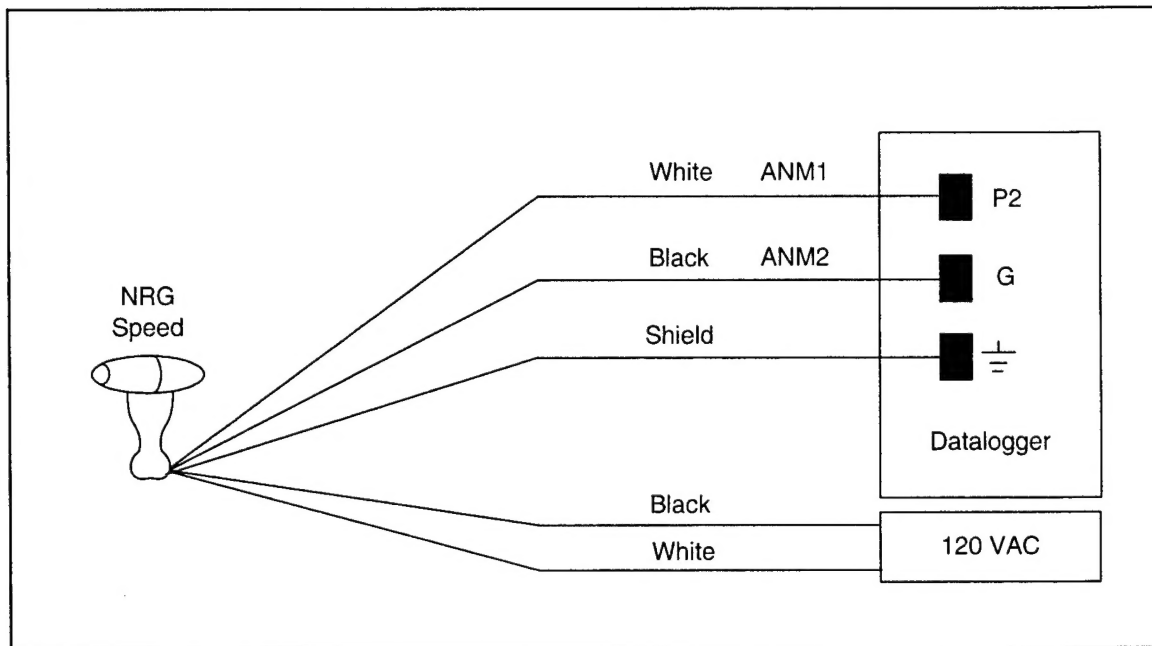 White ANM1
P2
Black ANM2
G
NRG
Speed
Shield
Datalogger
Black
White
120 VAC